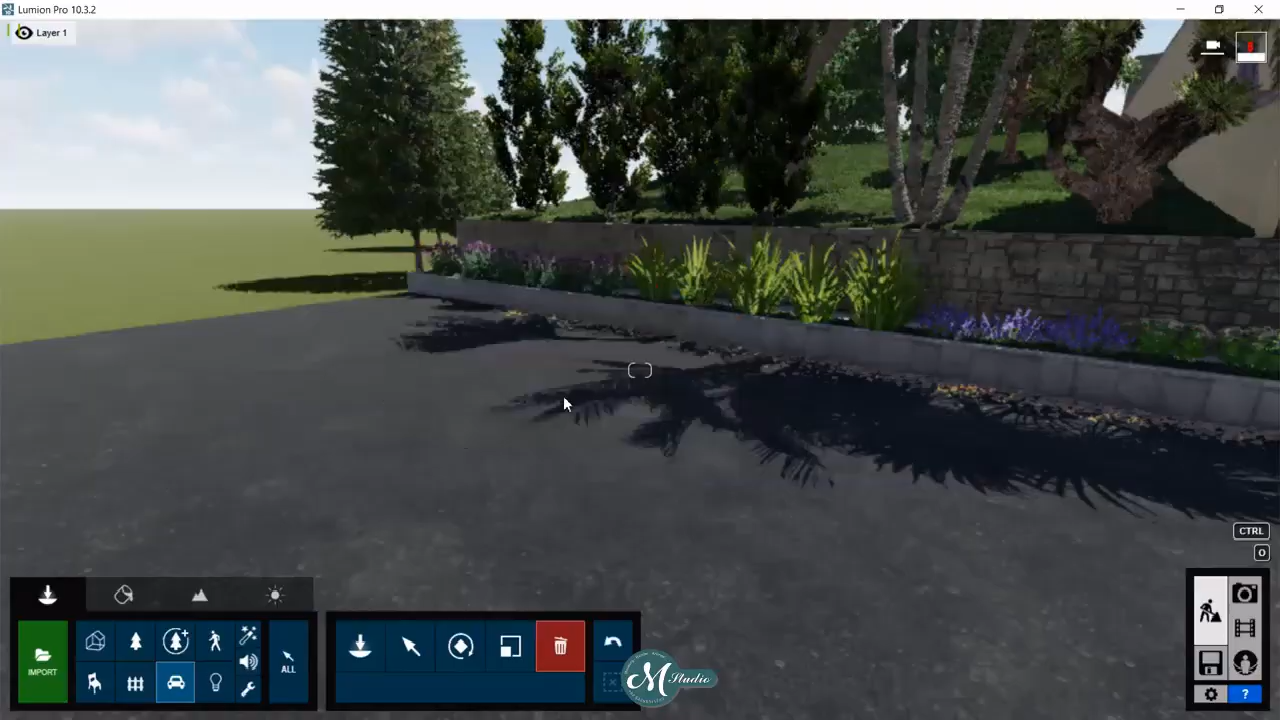 Lumion Pro 10.3.2
Layer 1
CTRL
O
IMPORT
ALL
M Studio
?